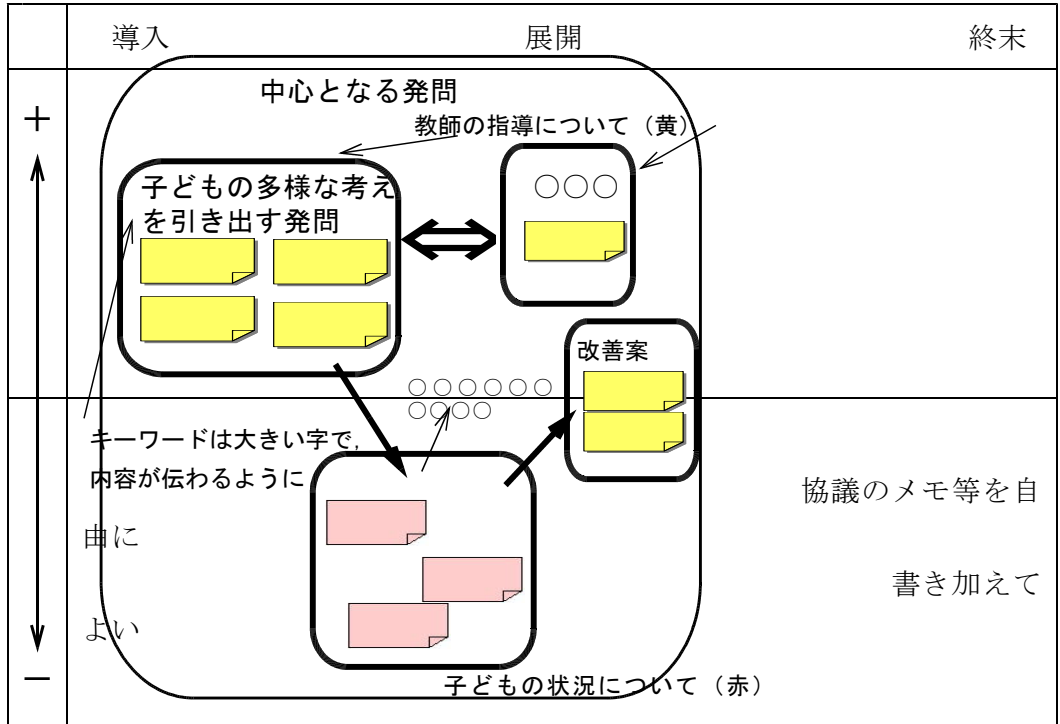 導入 展開 終末
中心となる発問
+
教師の指導について（黄）
子どもの多様な考え
を引き出す発問
○○○
改善案
○○○○○○
○○○○
キーワードは大きい字で，
内容が伝わるように
協議のメモ等を自
由に
書き加えて
よい
−
子どもの状況について（赤）